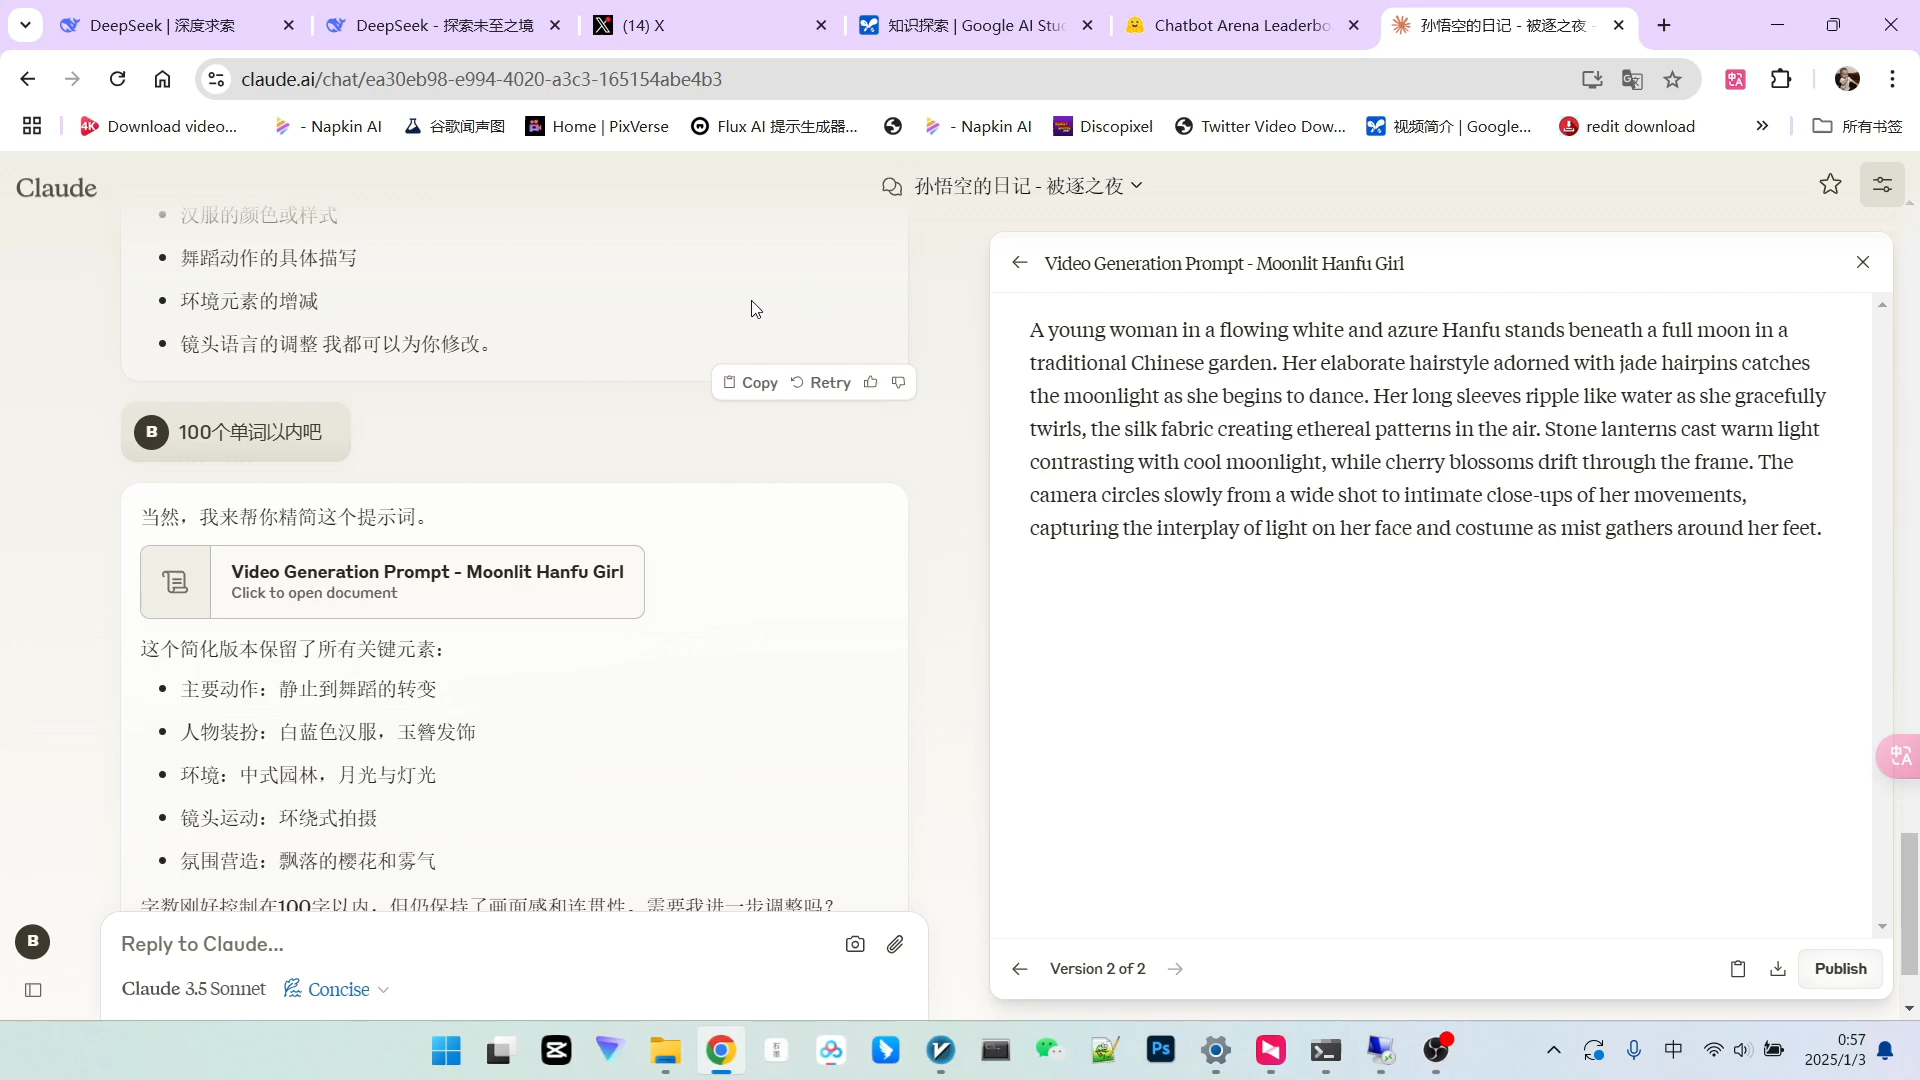 DeepSeek | 深度求索
DeepSeek - 探索未至之境
(14) X
知识探索 | Google AI Stu
Chatbot Arena Leaderbo
孙悟空的日记 - 被逐之夜 -
claude.ai/chat/ea30eb98-e994-4020-a3c3-165154abe4b3
Download video...
- Napkin AI
谷歌闻声图
Home | PixVerse
Flux AI 提示生成器...
- Napkin AI
Discopixel
Twitter Video Dow...
视频简介 | Google...
redit download
所有书签
Claude
孙悟空的日记 - 被逐之夜
汉服的颜色或样式
舞蹈动作的具体描写
环境元素的增减
镜头语言的调整 我都可以为你修改。
Copy
Retry
B
100个单词以内吧
当然，我来帮你精简这个提示词。
Video Generation Prompt - Moonlit Hanfu Girl
Click to open document
这个简化版本保留了所有关键元素：
主要动作：静止到舞蹈的转变
人物装扮：白蓝色汉服，玉簪发饰
环境：中式园林，月光与灯光
镜头运动：环绕式拍摄
氛围营造：飘落的樱花和雾气
字数刚好控制在100字以内，但仍保持了画面感和连贯性。需要我进一步调整吗？
B
Reply to Claude...
Claude 3.5 Sonnet
Concise
Video Generation Prompt - Moonlit Hanfu Girl
A young woman in a flowing white and azure Hanfu stands beneath a full moon in a
traditional Chinese garden. Her elaborate hairstyle adorned with jade hairpins catches
the moonlight as she begins to dance. Her long sleeves ripple like water as she gracefully
twirls, the silk fabric creating ethereal patterns in the air. Stone lanterns cast warm light
contrasting with cool moonlight, while cherry blossoms drift through the frame. The
camera circles slowly from a wide shot to intimate close-ups of her movements,
capturing the interplay of light on her face and costume as mist gathers around her feet.
Version 2 of 2
Publish
Ps
中
0:57
2025/1/3